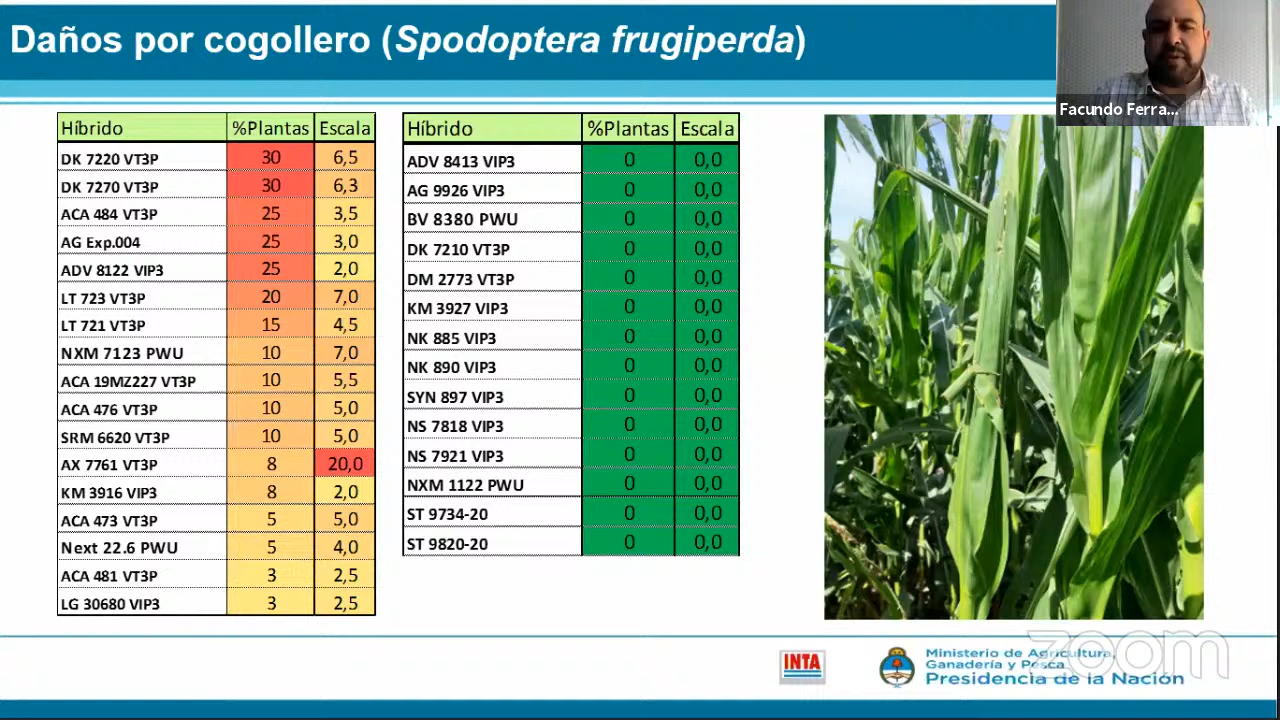 Daños por cogollero (Spodoptera frugiperda)
Facundo Ferra...
Híbrido %Plantas Escala
DK 7220 VT3P 30 6,5
DK 7270 VT3P 30 6,3
ACA 484 VT3P 25 3,5
AG Exp.004 25 3,0
ADV 8122 VIP3 25 2,0
LT 723 VT3P 20 7,0
LT 721 VT3P 15 4,5
NXM 7123 PWU 10 7,0
ACA 19MZ227 VT3P 10 5,5
ACA 476 VT3P 10 5,0
SRM 6620 VT3P 10 5,0
AX 7761 VT3P 8 20,0
KM 3916 VIP3 8 2,0
ACA 473 VT3P 5 5,0
Next 22.6 PWU 5 4,0
ACA 481 VT3P 3 2,5
LG 30680 VIP3 3 2,5
Híbrido %Plantas Escala
ADV 8413 VIP3 0 0,0
AG 9926 VIP3 0 0,0
BV 8380 PWU 0 0,0
DK 7210 VT3P 0 0,0
DM 2773 VT3P 0 0,0
KM 3927 VIP3 0 0,0
NK 885 VIP3 0 0,0
NK 890 VIP3 0 0,0
SYN 897 VIP3 0 0,0
NS 7818 VIP3 0 0,0
NS 7921 VIP3 0 0,0
NXM 1122 PWU 0 0,0
ST 9734-20 0 0,0
ST 9820-20 0 0,0
INTA
Ministerio de Agricultura,
Ganadería y Pesca
Presidencia de la Nación
zoom